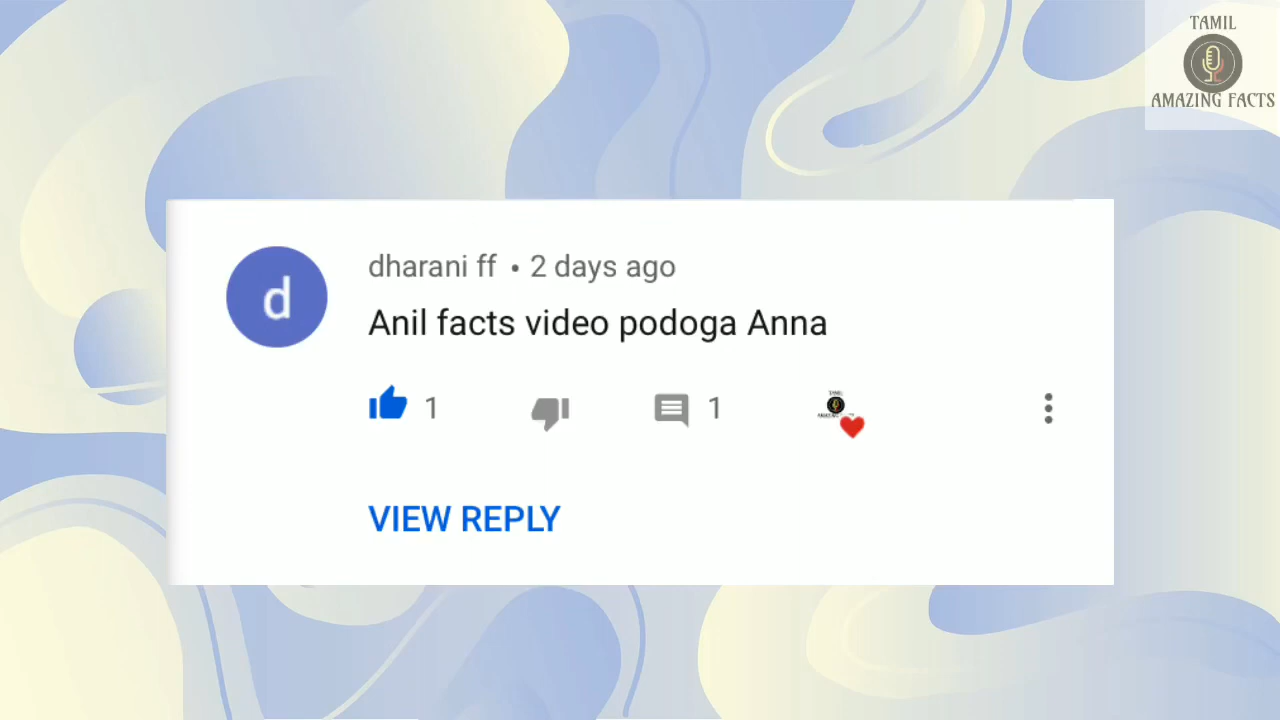 TAMIL
AMAZING FACTS
dharani ff • 2 days ago
Anil facts video podoga Anna
1
1
VIEW REPLY